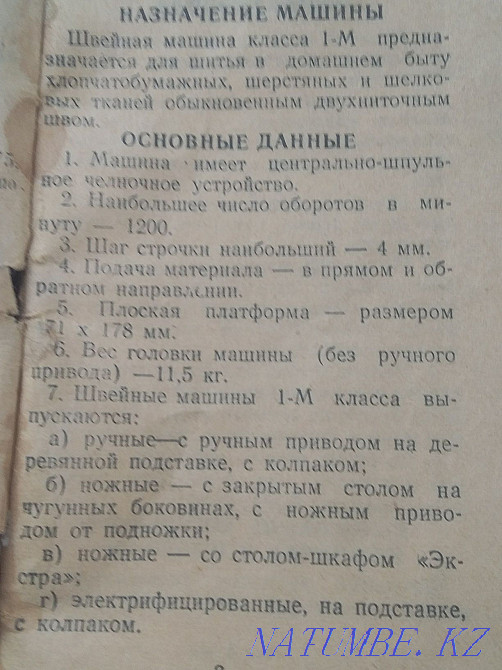 НАЗНАЧЕНИЕ МАШИНЫ
Швейная машина класса 1-М предна-
значается для шитья в домашнем быту
хлопчатобумажных, шерстяных и шелко-
вых тканей обыкновенным двухниточным
швом.
ОСНОВНЫЕ ДАННЫЕ
1. Машина имеет центрально-шпуль-
ное челночное устройство.
2. Наибольшее число оборотов в ми-
нуту — 1200.
3. Шаг строчки наибольший — 4 мм.
4. Подача материала — в прямом и об-
ратном направлении.
5. Плоская платформа — размером
71 х 178 мм.
6. Вес головки машины (без ручного
привода) —11,5 кг.
7. Швейные машины 1-М класса вы-
пускаются:
а) ручные—с ручным приводом на де-
ревянной подставке, с колпаком;
б) ножные — с закрытым столом на
чугунных боковинах, с ножным приво-
дом от подножки;
в) ножные — со столом-шкафом «Эк-
стра»;
г) электрифицированные, на подставке,
с колпаком.
NATUMBE.KZ